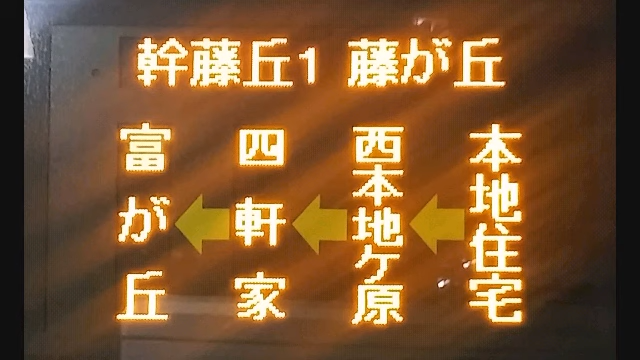 幹藤丘1 藤が丘
本地住宅
西本地ヶ原
四軒家
富が丘